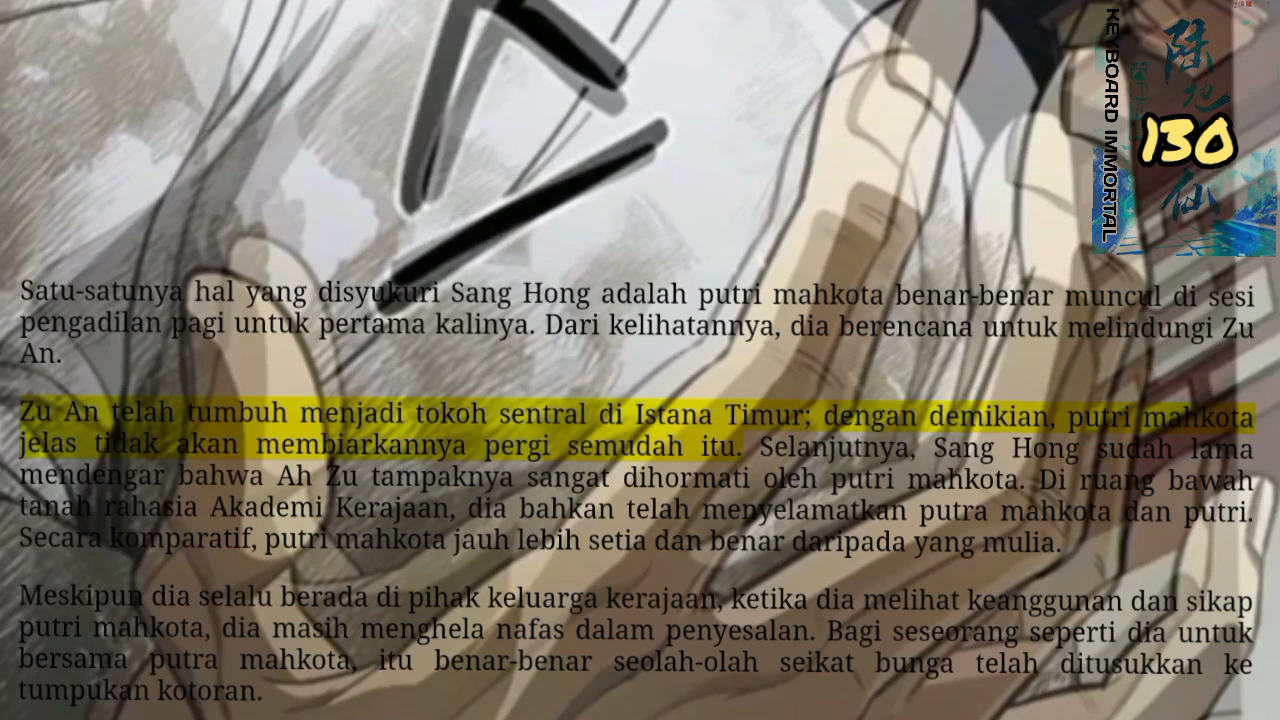 KEYBOARD IMMORTAL
陸地
130
仙
Satu-satunya hal yang disyukuri Sang Hong adalah putri mahkota benar-benar muncul di sesi
pengadilan pagi untuk pertama kalinya. Dari kelihatannya, dia berencana untuk melindungi Zu
An.
Zu An telah tumbuh menjadi tokoh sentral di Istana Timur; dengan demikian, putri mahkota
jelas tidak akan membiarkannya pergi semudah itu. Selanjutnya, Sang Hong sudah lama
mendengar bahwa Ah Zu tampaknya sangat dihormati oleh putri mahkota. Di ruang bawah
tanah rahasia Akademi Kerajaan, dia bahkan telah menyelamatkan putra mahkota dan putri.
Secara komparatif, putri mahkota jauh lebih setia dan benar daripada yang mulia.
Meskipun dia selalu berada di pihak keluarga kerajaan, ketika dia melihat keanggunan dan sikap
putri mahkota, dia masih menghela nafas dalam penyesalan. Bagi seseorang seperti dia untuk
bersama putra mahkota, itu benar-benar seolah-olah seikat bunga telah ditusukkan ke
tumpukan kotoran.